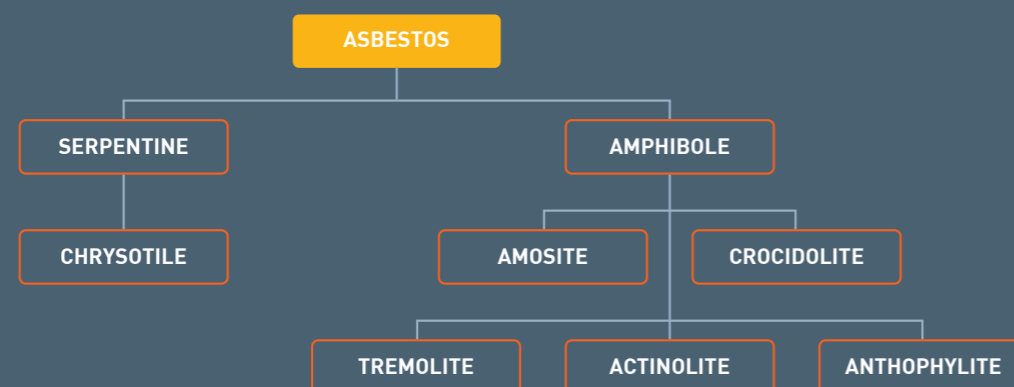 ASBESTOS
SERPENTINE
AMPHIBOLE
CHRYSOTILE
AMOSITE
CROCIDOLITE
TREMOLITE
ACTINOLITE
ANTHOPHYLITE